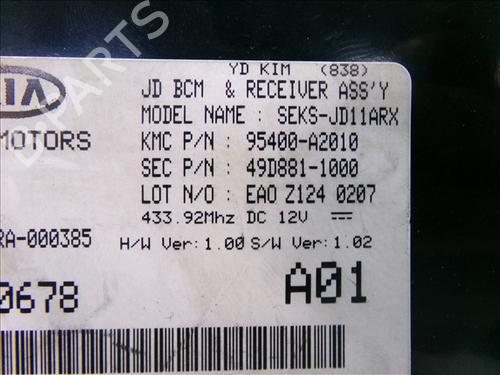 YD KIM (838)
JD BCM & RECEIVER ASS'Y
MODEL NAME : SEKS-JD11ARX
KIA
MOTORS
KMC P/N : 95400-A2010
SEC P/N : 49D881-1000
LOT N/O : EAO Z124 0207
433.92Mhz DC 12V
RA-000385
H/W Ver:1.00 S/W Ver:1.02
0678
A01